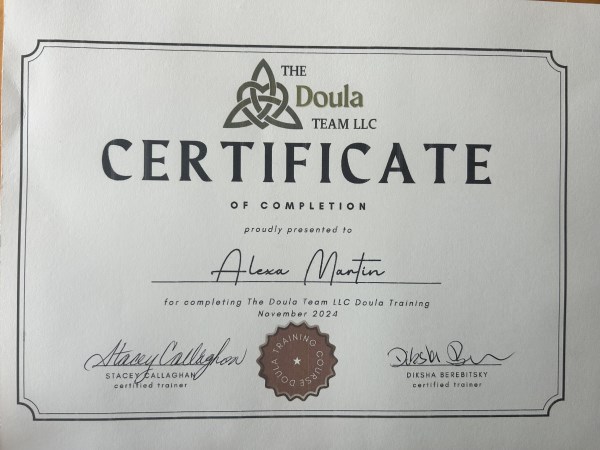 THE
Doula
TEAM LLC
CERTIFICATE
OF COMPLETION
proudly presented to
Alexa Martin
for completing The Doula Team LLC Doula Training
November 2024
Stacey Callaghan
STACEY CALLAGHAN
certified trainer
DOULA TRAINING COURSE
Diksha B
DIKSHA BEREBITSKY
certified trainer